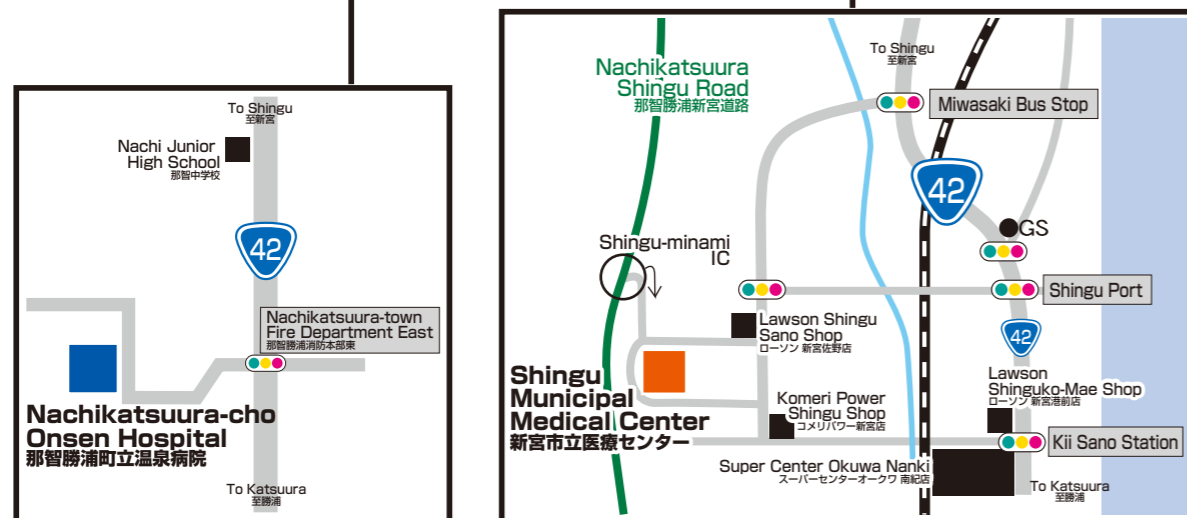 To Shingu
至新宮
Nachi Junior
High School
那智中学校
42
Nachikatsuura-town
Fire Department East
那智勝浦消防本部東
Nachikatsuura-cho
Onsen Hospital
那智勝浦町立温泉病院
To Katsuura
至勝浦
Nachikatsuura
Shingu Road
那智勝浦新宮道路
To Shingu
至新宮
Miwasaki Bus Stop
42
GS
Shingu-minami
IC
Shingu Port
Lawson Shingu
Sano Shop
ローソン 新宮佐野店
42
Shingu
Municipal
Medical Center
新宮市立医療センター
Lawson
Shinguko-Mae Shop
ローソン 新宮港前店
Komeri Power
Shingu Shop
コメリパワー新宮店
Kii Sano Station
Super Center Okuwa Nanki
スーパーセンターオークワ 南紀店
To Katsuura
至勝浦